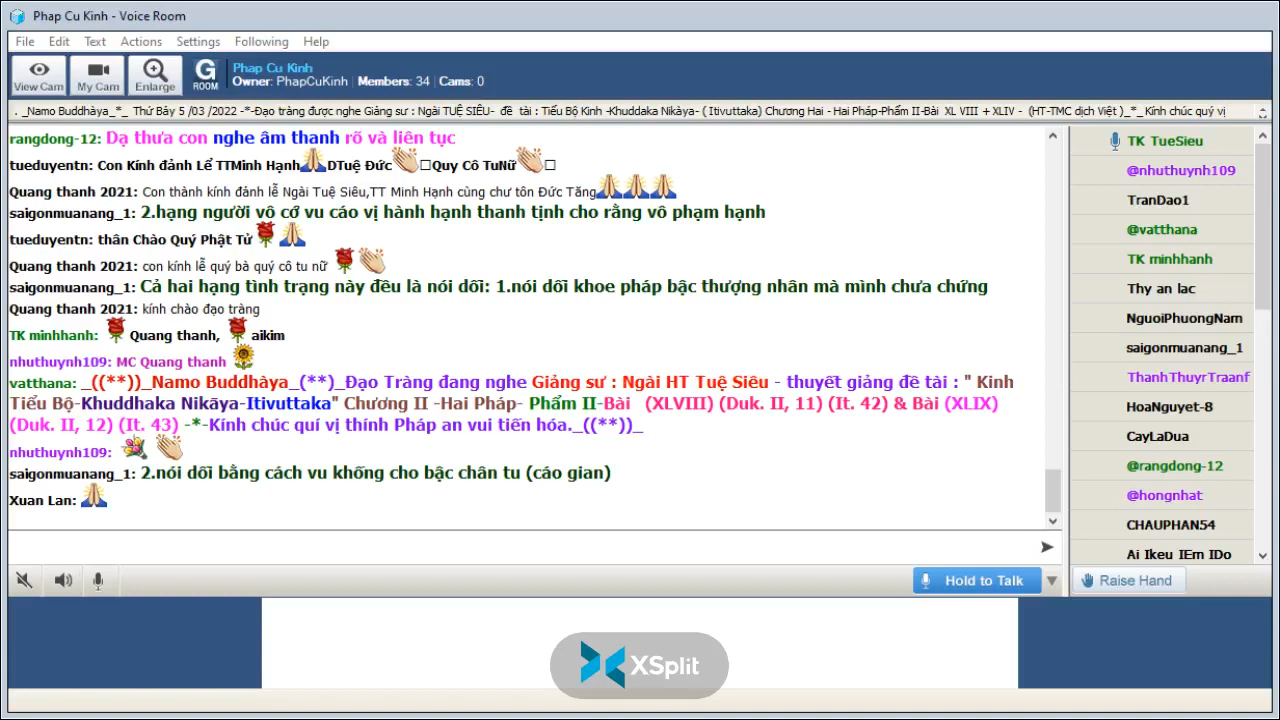 Phap Cu Kinh - Voice Room
File Edit Text Actions Settings Following Help
View Cam My Cam Enlarge G ROOM
Phap Cu Kinh
Owner: PhapCuKinh | Members: 34 | Cams: 0
. _Namo Buddhàya_*_ Thứ Bảy 5 /03 /2022 -*-Đạo tràng được nghe Giảng sư : Ngài TUỆ SIÊU- đề tài : Tiểu Bộ Kinh -Khuddaka Nikàya- ( Itivuttaka) Chương Hai - Hai Pháp-Phẩm II-Bài XL VIII + XLIV - (HT-TMC dịch Việt )_*_ Kính chúc quý vị
rangdong-12: Dạ thưa con nghe âm thanh rõ và liên tục
tueduyentn: Con Kính đảnh Lể TTMinh Hạnh🙏DTuệ Đức👏□Quy Cô TuNữ👏□
Quang thanh 2021: Con thành kính đảnh lễ Ngài Tuệ Siêu,TT Minh Hạnh cùng chư tôn Đức Tăng🙏🙏🙏
saigonmuanang_1: 2.hạng người vô cớ vu cáo vị hành hạnh thanh tịnh cho rằng vô phạm hạnh
tueduyentn: thân Chào Quý Phật Tử🌹🙏
Quang thanh 2021: con kính lễ quý bà quý cô tu nữ 🌹👏
saigonmuanang_1: Cả hai hạng tình trạng này đều là nói dối: 1.nói dối khoe pháp bậc thượng nhân mà mình chưa chứng
Quang thanh 2021: kính chào đạo tràng
TK minhhanh: 🌹Quang thanh, 🌹aikim
nhuthuynh109: MC Quang thanh 🌻
vatthana: _((**))_Namo Buddhàya_(**)_Đạo Tràng đang nghe Giảng sư : Ngài HT Tuệ Siêu - thuyết giảng đề tài : " Kinh
Tiểu Bộ-Khuddaka Nikāya-Itivuttaka" Chương II -Hai Pháp- Phẩm II-Bài (XLVIII) (Duk. II, 11) (It. 42) & Bài (XLIX)
(Duk. II, 12) (It. 43) -*-Kính chúc quí vị thính Pháp an vui tiến hóa._((**))_
nhuthuynh109: 💐👏
saigonmuanang_1: 2.nói dối bằng cách vu khống cho bậc chân tu (cáo gian)
Xuan Lan: 🙏
TK TueSieu
@nhuthuynh109
TranDao1
@vatthana
TK minhhanh
Thy an lac
NguoiPhuongNam
saigonmuanang_1
ThanhThuyrTraanf
HoaNguyet-8
CayLaDua
@rangdong-12
@hongnhat
CHAUPHAN54
Ai Ikeu IEm IDo
Hold to Talk
Raise Hand
XSplit